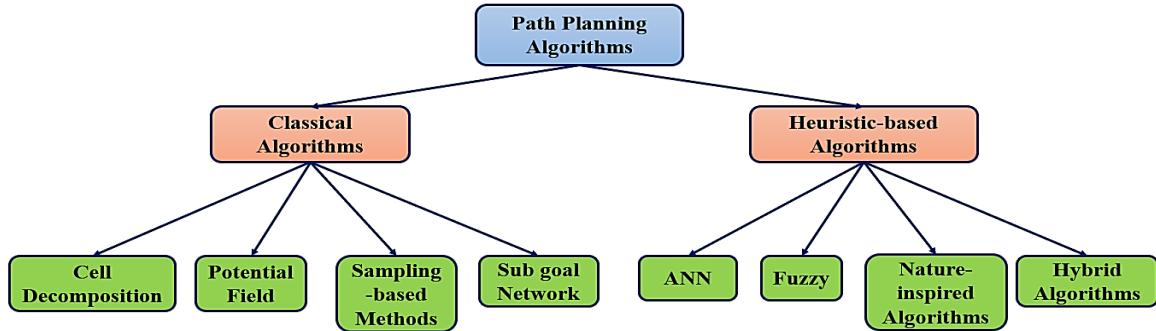 Path Planning
Algorithms
Classical
Algorithms
Heuristic-based
Algorithms
Cell
Decomposition
Potential
Field
Sampling
-based
Methods
Sub goal
Network
ANN
Fuzzy
Nature-
inspired
Algorithms
Hybrid
Algorithms